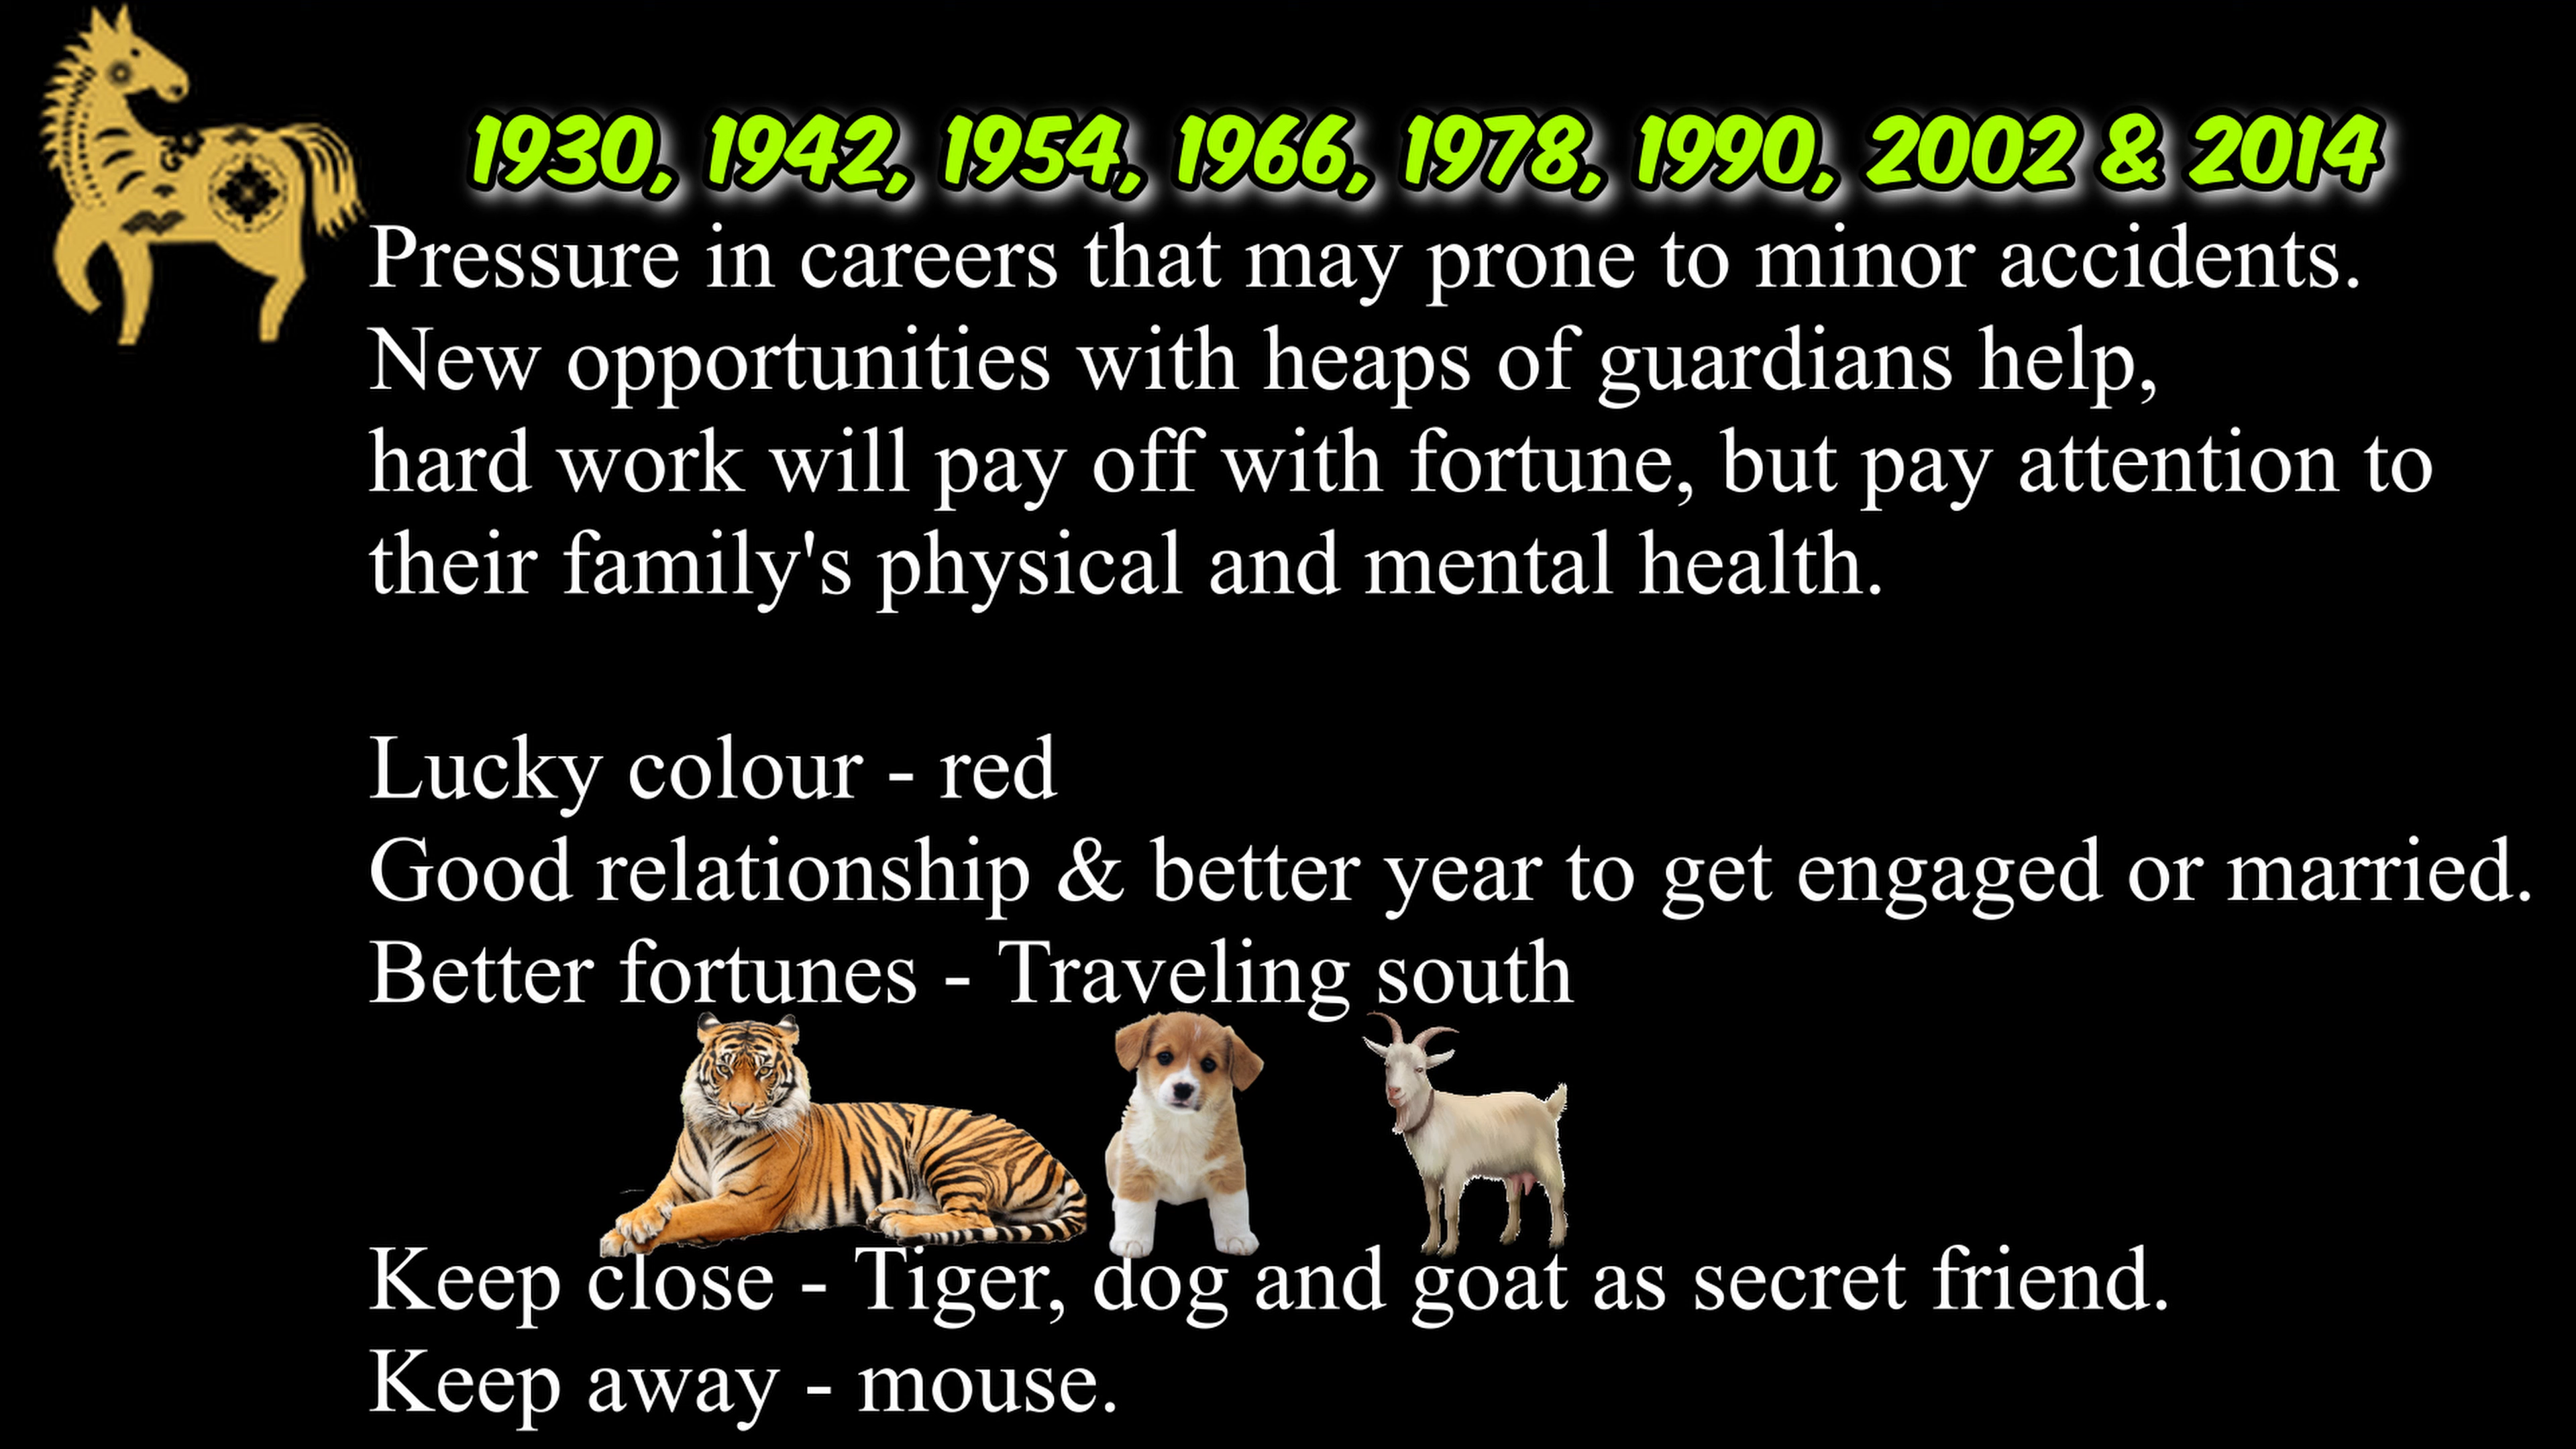 1930, 1942, 1954, 1966, 1978, 1990, 2002 & 2014
Pressure in careers that may prone to minor accidents.
New opportunities with heaps of guardians help,
hard work will pay off with fortune, but pay attention to
their family's physical and mental health.
Lucky colour - red
Good relationship & better year to get engaged or married.
Better fortunes - Traveling south
Keep close - Tiger, dog and goat as secret friend.
Keep away - mouse.